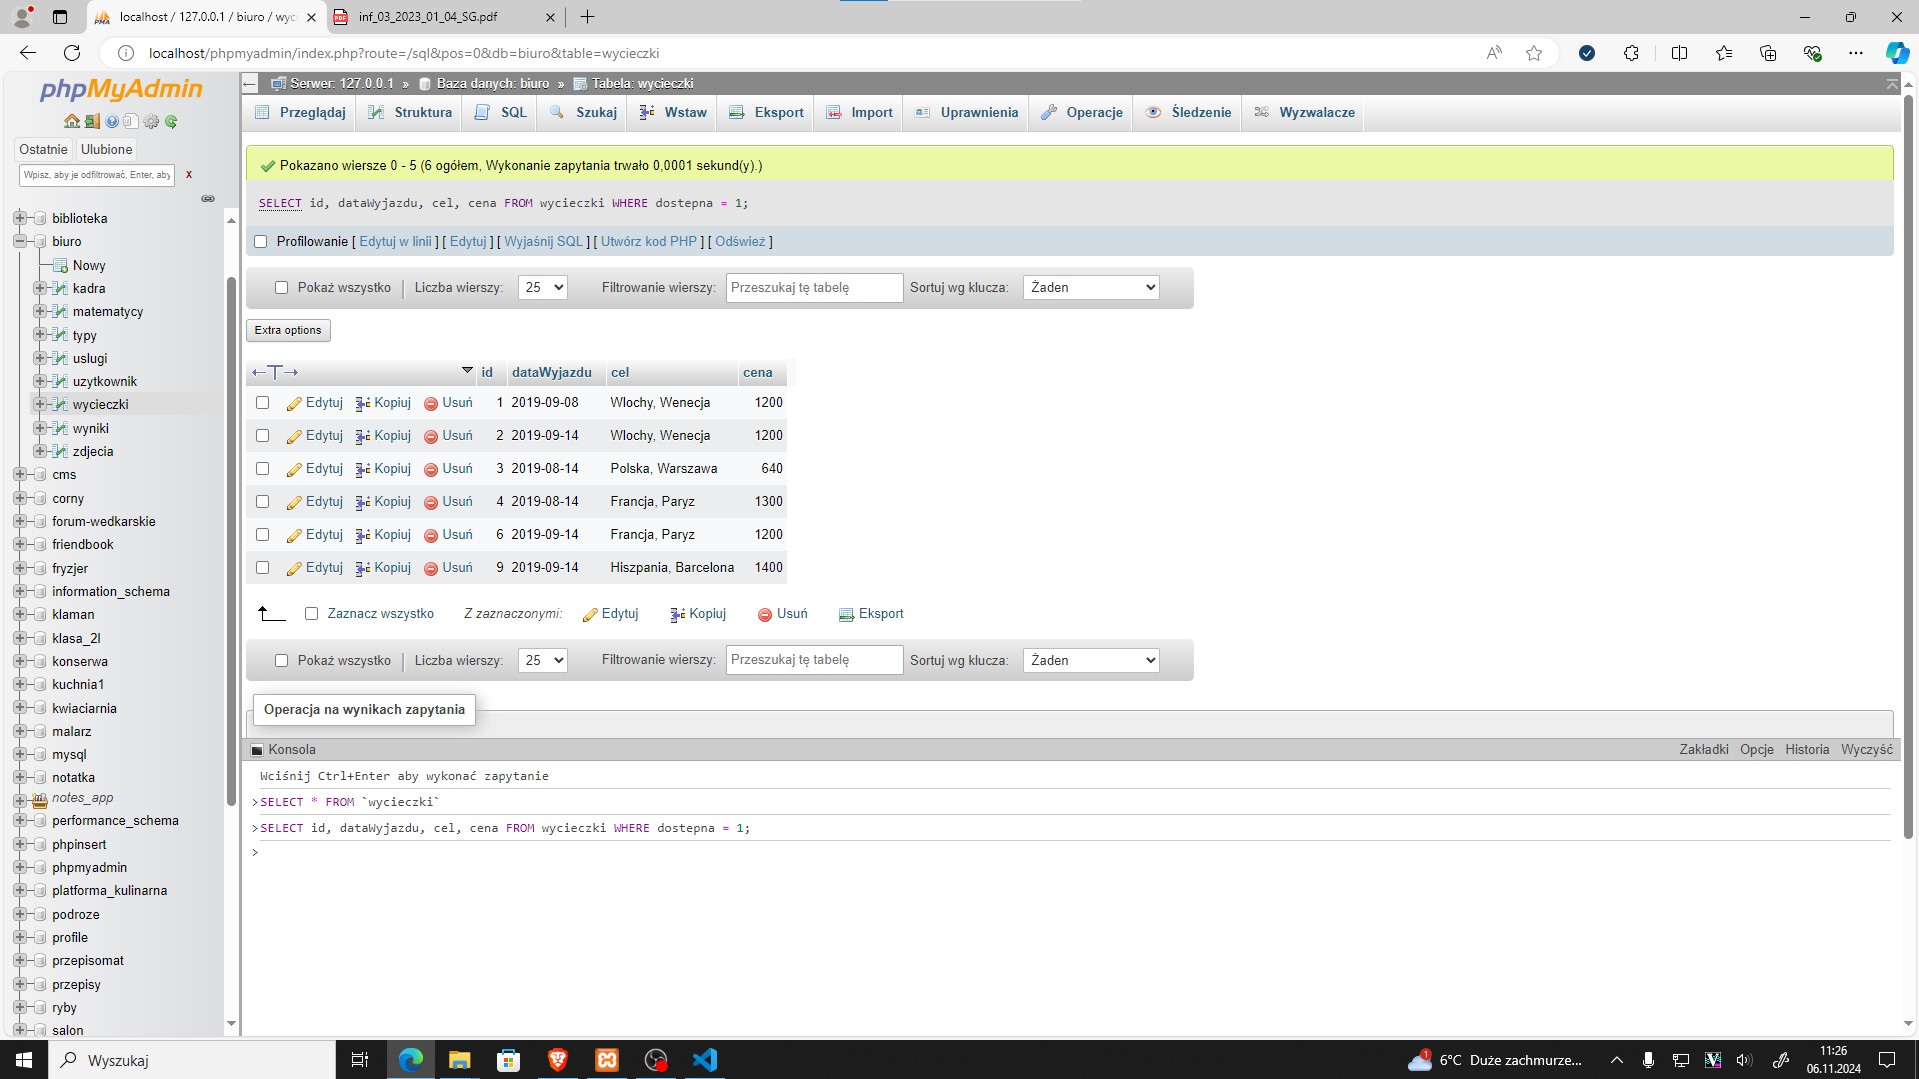 localhost / 127.0.0.1 / biuro / wyc
inf_03_2023_01_04_SG.pdf
localhost/phpmyadmin/index.php?route=/sql&pos=0&db=biuro&table=wycieczki
phpMyAdmin
Ostatnie Ulubione
Wpisz, aby je odfiltrować, Enter, aby x
biblioteka
biuro
Nowy
kadra
matematycy
typy
uslugi
uzytkownik
wycieczki
wyniki
zdjecia
cms
corny
forum-wedkarskie
friendbook
fryzjer
information_schema
klaman
klasa_2l
konserwa
kuchnia1
kwiaciarnia
malarz
mysql
notatka
notes_app
performance_schema
phpinsert
phpmyadmin
platforma_kulinarna
podroze
profile
przepisomat
przepisy
ryby
salon
Serwer: 127.0.0.1 » Baza danych: biuro » Tabela: wycieczki
Przeglądaj Struktura SQL Szukaj Wstaw Eksport Import Uprawnienia Operacje Śledzenie Wyzwalacze
Pokazano wiersze 0 - 5 (6 ogółem, Wykonanie zapytania trwało 0,0001 sekund(y).)
SELECT id, dataWyjazdu, cel, cena FROM wycieczki WHERE dostepna = 1;
Profilowanie [ Edytuj w linii ] [ Edytuj ] [ Wyjaśnij SQL ] [ Utwórz kod PHP ] [ Odśwież ]
Pokaż wszystko Liczba wierszy: 25 Filtrowanie wierszy: Przeszukaj tę tabelę Sortuj wg klucza: Żaden
Extra options
←T→ id dataWyjazdu cel cena
Edytuj Kopiuj Usuń 1 2019-09-08 Wlochy, Wenecja 1200
Edytuj Kopiuj Usuń 2 2019-09-14 Wlochy, Wenecja 1200
Edytuj Kopiuj Usuń 3 2019-08-14 Polska, Warszawa 640
Edytuj Kopiuj Usuń 4 2019-08-14 Francja, Paryz 1300
Edytuj Kopiuj Usuń 6 2019-09-14 Francja, Paryz 1200
Edytuj Kopiuj Usuń 9 2019-09-14 Hiszpania, Barcelona 1400
Zaznacz wszystko Z zaznaczonymi: Edytuj Kopiuj Usuń Eksport
Pokaż wszystko Liczba wierszy: 25 Filtrowanie wierszy: Przeszukaj tę tabelę Sortuj wg klucza: Żaden
Operacja na wynikach zapytania
Konsola Zakładki Opcje Historia Wyczyść
Wciśnij Ctrl+Enter aby wykonać zapytanie
>SELECT * FROM `wycieczki`
>SELECT id, dataWyjazdu, cel, cena FROM wycieczki WHERE dostepna = 1;
>
Wyszukaj
1 6°C Duże zachmurze...
11:26
06.11.2024